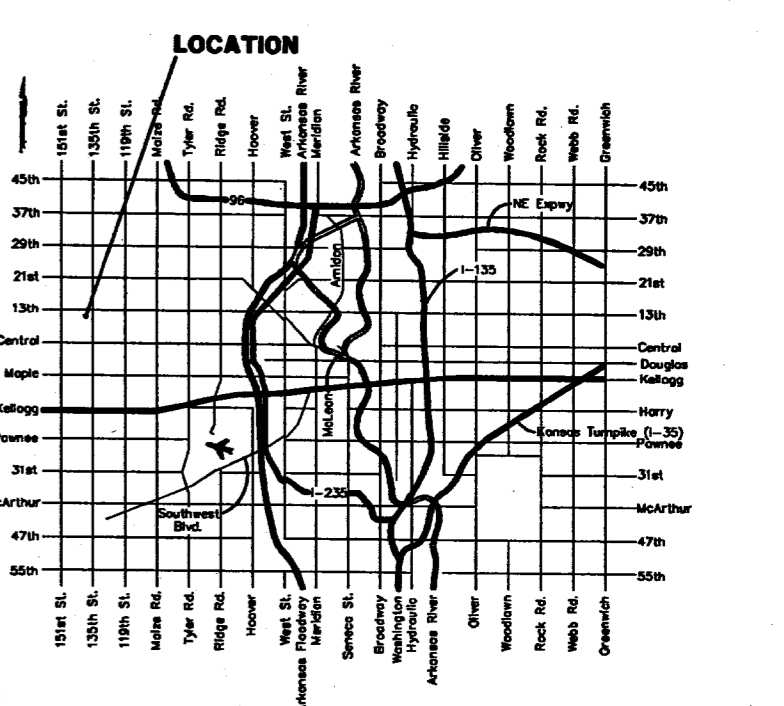 LOCATION
151st St.
135th St.
119th St.
Maize Rd.
Tyler Rd.
Ridge Rd.
Hoover
West St.
Arkansas River
Meridian
Arkansas River
Broadway
Hydraulic
Hillside
Oliver
Woodlawn
Rock Rd.
Webb Rd.
Greenwich
45th
37th
29th
21st
13th
Central
Maple
Kellogg
Pawnee
31st
McArthur
47th
55th
96
NE Expwy
I-135
Amidon
McLean
Kansas Turnpike (I-35)
I-235
Southwest
Blvd.
45th
37th
29th
21st
13th
Central
Douglas
Kellogg
Harry
Pawnee
31st
McArthur
47th
55th
151st St.
135th St.
119th St.
Maize Rd.
Tyler Rd.
Ridge Rd.
Hoover
West St.
Arkansas Floodway
Meridian
Seneca St.
Broadway
Washington
Hydraulic
Arkansas River
Oliver
Woodlawn
Rock Rd.
Webb Rd.
Greenwich